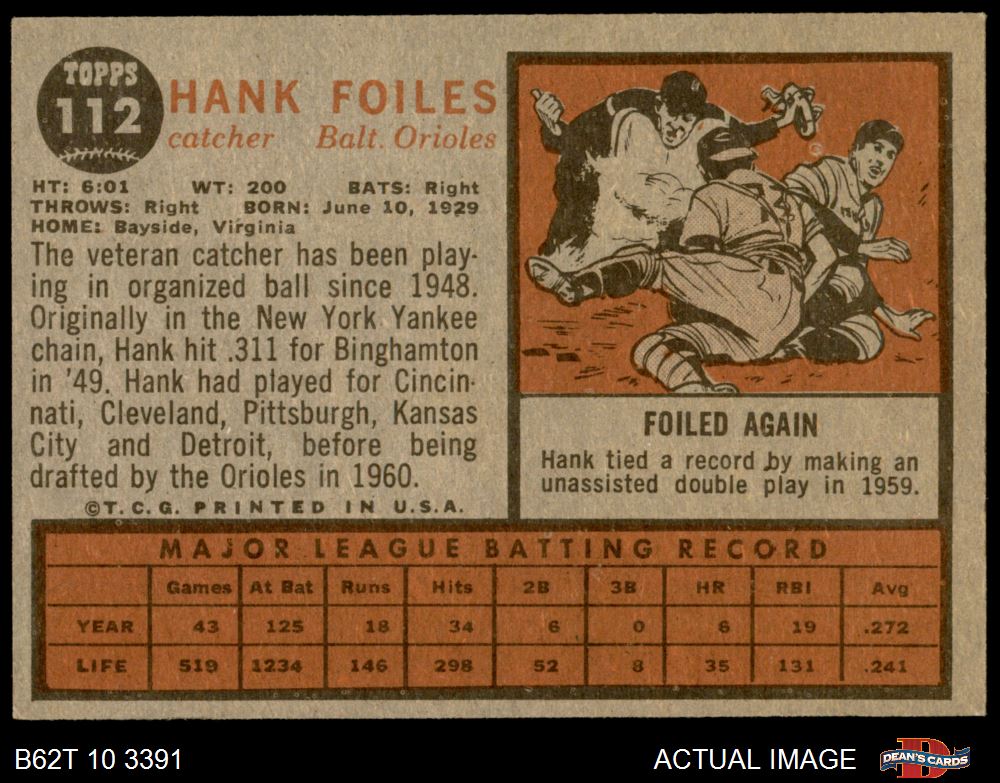 TOPPS
112
HANK FOILES
catcher Balt. Orioles
HT: 6:01 WT: 200 BATS: Right
THROWS: Right BORN: June 10, 1929
HOME: Bayside, Virginia
The veteran catcher has been play-
ing in organized ball since 1948.
Originally in the New York Yankee
chain, Hank hit .311 for Binghamton
in '49. Hank had played for Cincin-
nati, Cleveland, Pittsburgh, Kansas
City and Detroit, before being
drafted by the Orioles in 1960.
©T.C.G. PRINTED IN U.S.A.
FOILED AGAIN
Hank tied a record by making an
unassisted double play in 1959.
MAJOR LEAGUE BATTING RECORD
Games At Bat Runs Hits 2B 3B HR RBI Avg
YEAR 43 125 18 34 6 0 6 19 .272
LIFE 519 1234 146 298 52 8 35 131 .241
B62T 10 3391 ACTUAL IMAGE DEAN'S CARDS